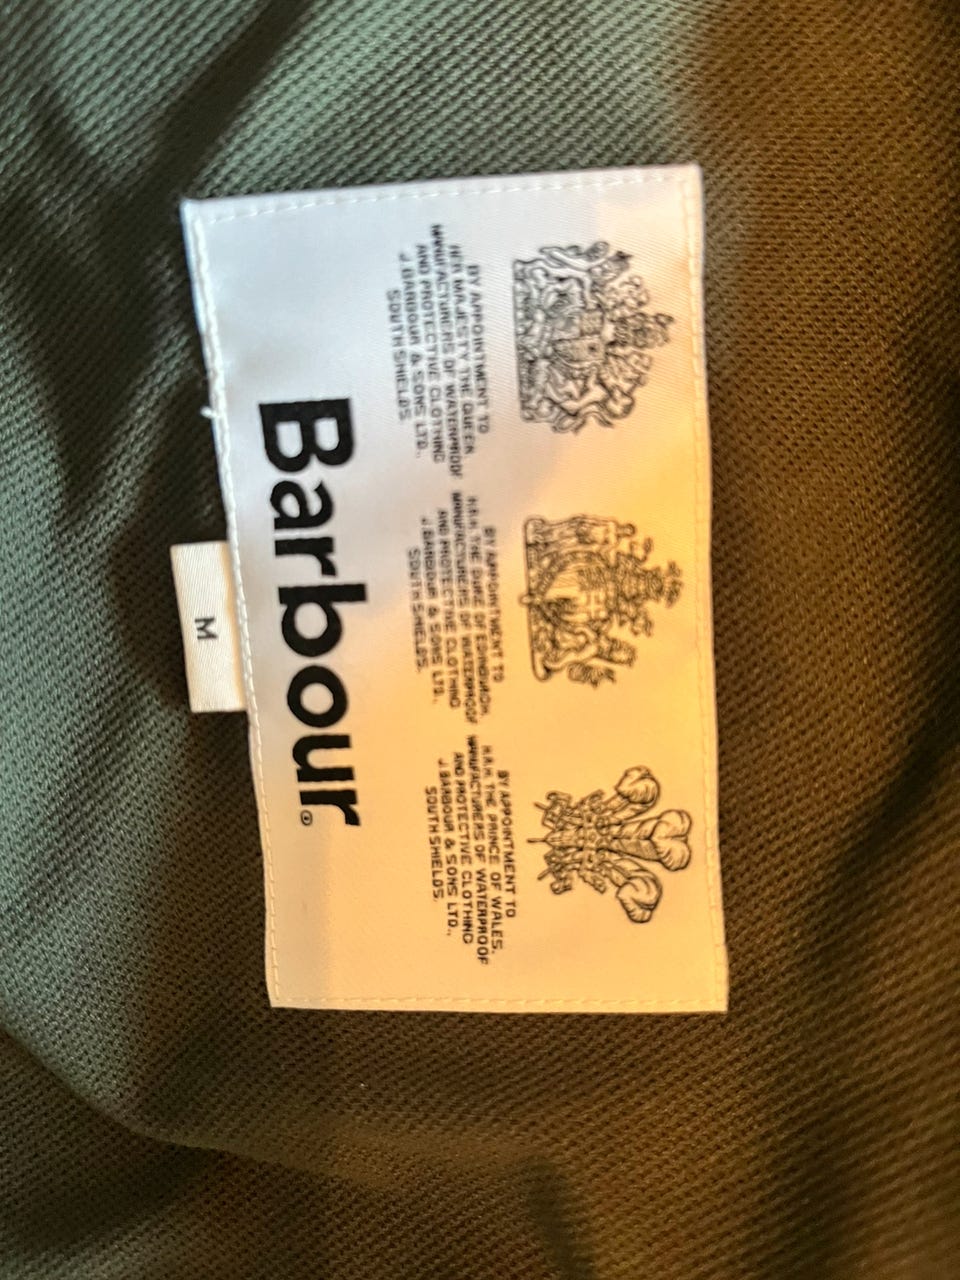 BY APPOINTMENT TO
HER MAJESTY THE QUEEN
MANUFACTURERS OF WATERPROOF
AND PROTECTIVE CLOTHING
J.BARBOUR & SONS LTD.,
SOUTH SHIELDS.
BY APPOINTMENT TO
H.R.H. THE DUKE OF EDINBURGH,
MANUFACTURERS OF WATERPROOF
AND PROTECTIVE CLOTHING
J.BARBOUR & SONS LTD.,
SOUTH SHIELDS.
BY APPOINTMENT TO
H.R.H. THE PRINCE OF WALES.
MANUFACTURERS OF WATERPROOF
AND PROTECTIVE CLOTHING
J.BARBOUR & SONS LTD.,
SOUTH SHIELDS.
Barbour®
M